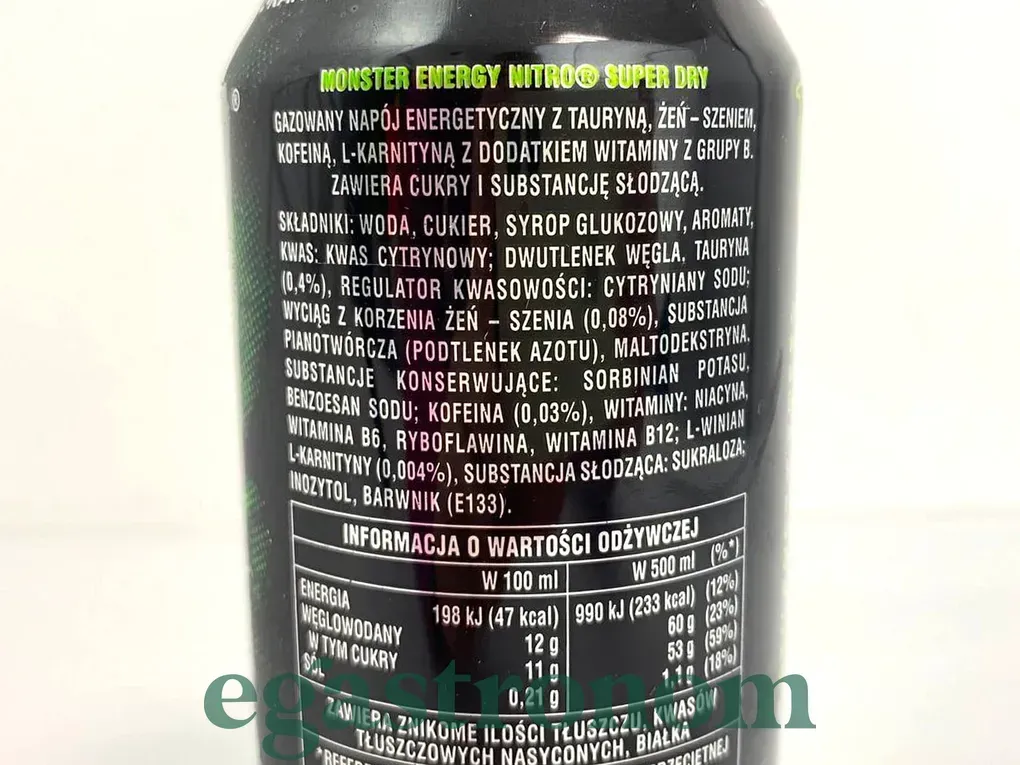 MONSTER ENERGY NITRO® SUPER DRY
GAZOWANY NAPÓJ ENERGETYCZNY Z TAURYNĄ, ŻEŃ – SZENIEM,
KOFEINĄ, L-KARNITYNĄ Z DODATKIEM WITAMINY Z GRUPY B.
ZAWIERA CUKRY I SUBSTANCJĘ SŁODZĄCĄ.
SKŁADNIKI: WODA, CUKIER, SYROP GLUKOZOWY, AROMATY,
KWAS: KWAS CYTRYNOWY; DWUTLENEK WĘGLA, TAURYNA
(0,4%), REGULATOR KWASOWOŚCI: CYTRYNIANY SODU;
WYCIĄG Z KORZENIA ŻEŃ – SZENIA (0,08%), SUBSTANCJA
PIANOTWÓRCZA (PODTLENEK AZOTU), MALTODEKSTRYNA.
SUBSTANCJE KONSERWUJĄCE: SORBINIAN POTASU,
BENZOESAN SODU; KOFEINA (0,03%), WITAMINY: NIACYNA,
WITAMINA B6, RYBOFLAWINA, WITAMINA B12; L-WINIAN
L-KARNITYNY (0,004%), SUBSTANCJA SŁODZĄCA: SUKRALOZA;
INOZYTOL, BARWNIK (E133).
INFORMACJA O WARTOŚCI ODŻYWCZEJ
W 100 ml W 500 ml (%*)
ENERGIA 198 kJ (47 kcal) 990 kJ (233 kcal) (12%)
WĘGLOWODANY 12 g 60 g (23%)
W TYM CUKRY 11 g 53 g (59%)
SÓL 0,21 g 1,1 g (18%)
egastronom
ZAWIERA ZNIKOME ILOŚCI TŁUSZCZU, KWASÓW
TŁUSZCZOWYCH NASYCONYCH, BIAŁKA